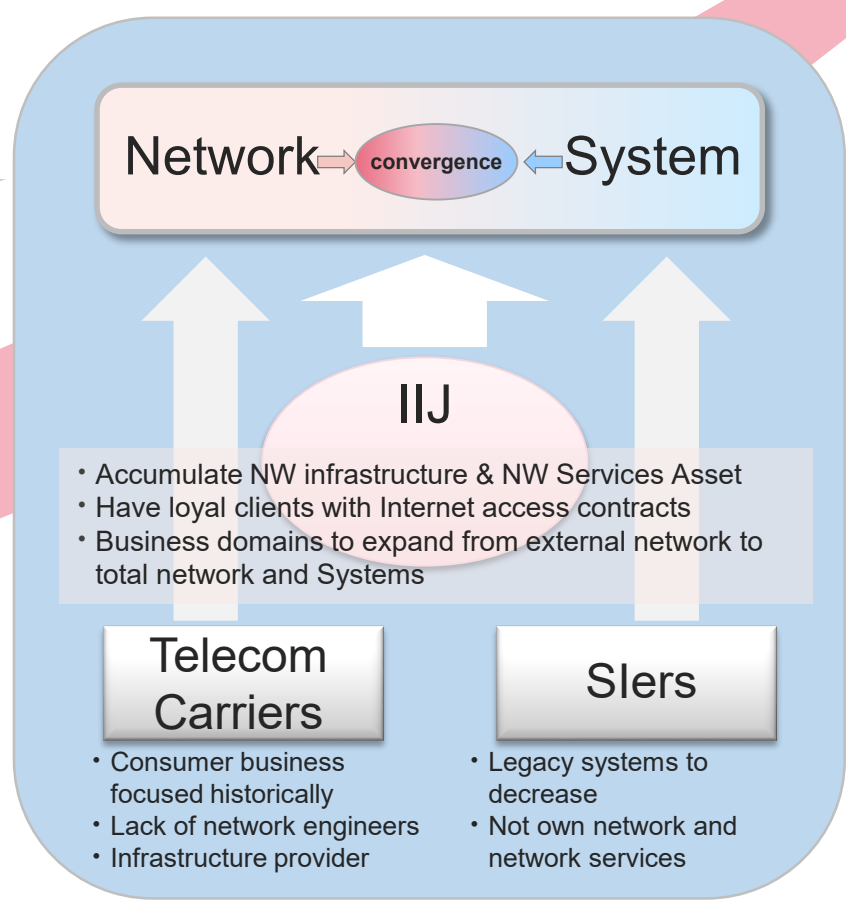 Network convergence System
IIJ
・Accumulate NW infrastructure & NW Services Asset
・Have loyal clients with Internet access contracts
・Business domains to expand from external network to
total network and Systems
Telecom
Carriers
・Consumer business
focused historically
・Lack of network engineers
・Infrastructure provider
SIers
・Legacy systems to
decrease
・Not own network and
network services